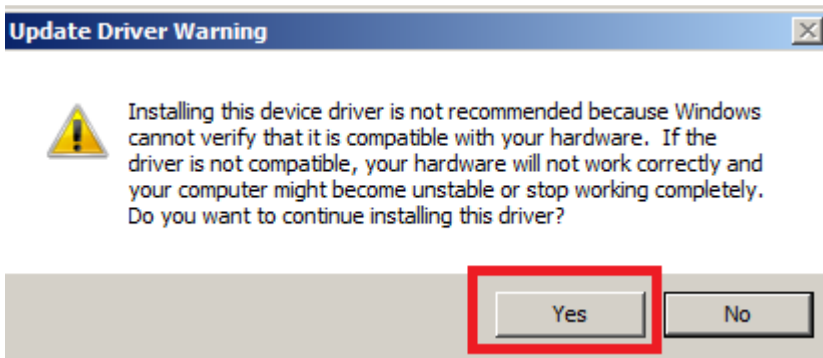 Update Driver Warning
Installing this device driver is not recommended because Windows
cannot verify that it is compatible with your hardware.  If the
driver is not compatible, your hardware will not work correctly and
your computer might become unstable or stop working completely.
Do you want to continue installing this driver?
Yes No